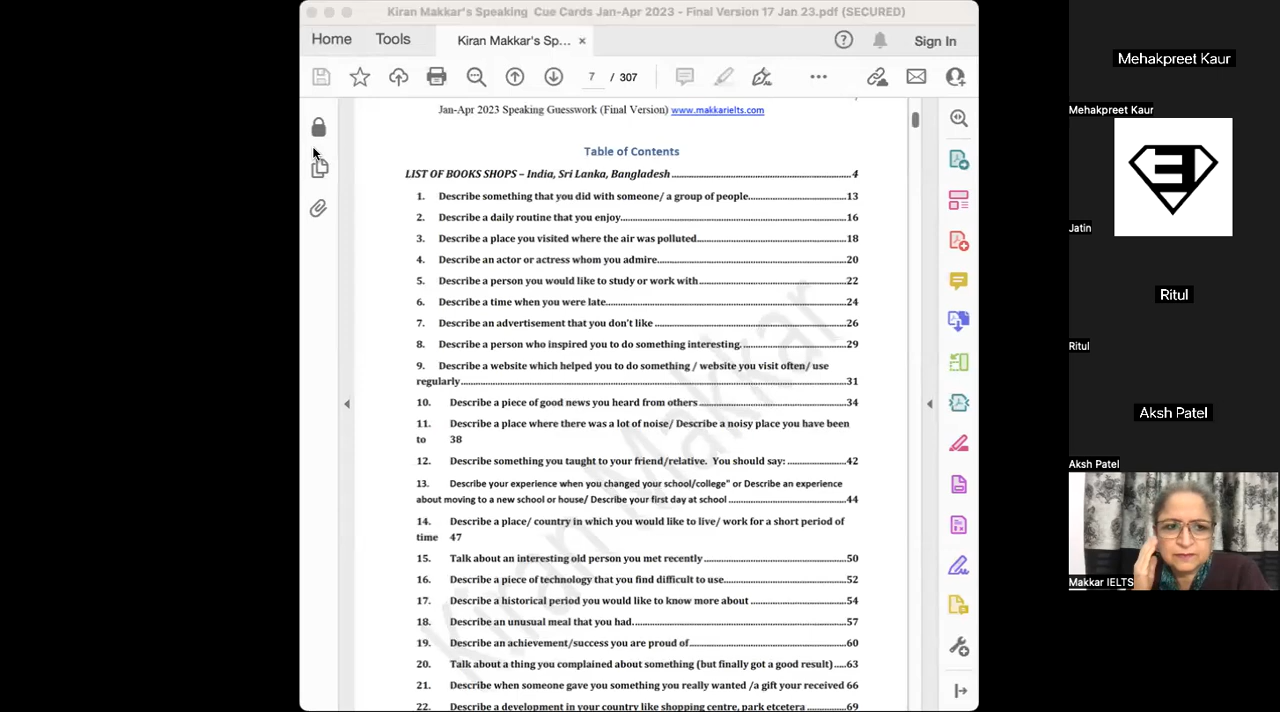 Kiran Makkar's Speaking Cue Cards Jan-Apr 2023 - Final Version 17 Jan 23.pdf (SECURED)
Home Tools Kiran Makkar's Sp... × Sign In
7 / 307
Jan-Apr 2023 Speaking Guesswork (Final Version) www.makkarielts.com
Table of Contents
LIST OF BOOKS SHOPS – India, Sri Lanka, Bangladesh 4
1. Describe something that you did with someone/ a group of people 13
2. Describe a daily routine that you enjoy 16
3. Describe a place you visited where the air was polluted 18
4. Describe an actor or actress whom you admire 20
5. Describe a person you would like to study or work with 22
6. Describe a time when you were late 24
7. Describe an advertisement that you don't like 26
8. Describe a person who inspired you to do something interesting. 29
9. Describe a website which helped you to do something / website you visit often/ use
regularly 31
10. Describe a piece of good news you heard from others 34
11. Describe a place where there was a lot of noise/ Describe a noisy place you have been
to 38
12. Describe something you taught to your friend/relative. You should say: 42
13. Describe your experience when you changed your school/college" or Describe an experience
about moving to a new school or house/ Describe your first day at school 44
14. Describe a place/ country in which you would like to live/ work for a short period of
time 47
15. Talk about an interesting old person you met recently 50
16. Describe a piece of technology that you find difficult to use 52
17. Describe a historical period you would like to know more about 54
18. Describe an unusual meal that you had. 57
19. Describe an achievement/success you are proud of 60
20. Talk about a thing you complained about something (but finally got a good result) 63
21. Describe when someone gave you something you really wanted /a gift your received 66
22. Describe a development in your country like shopping centre, park etcetera 69
Kiran Makkar
Mehakpreet Kaur
Mehakpreet Kaur
Jatin
Ritul
Ritul
Aksh Patel
Aksh Patel
Makkar IELTS